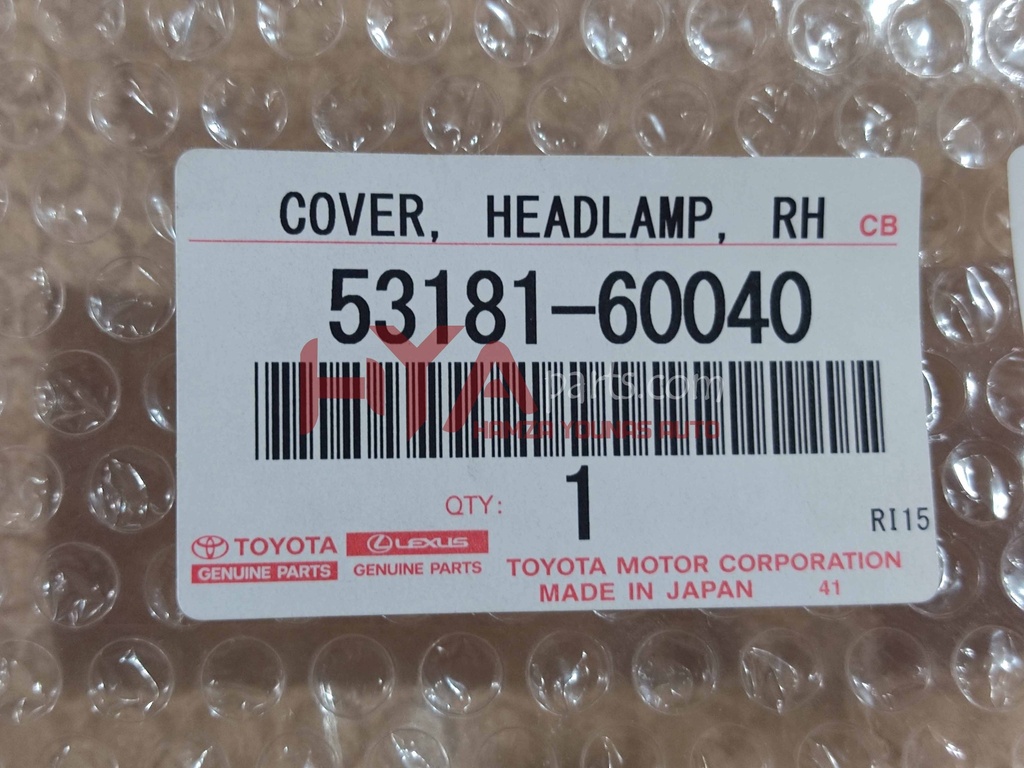 COVER, HEADLAMP, RH CB
53181-60040
HYA parts.com
HAMZA YOUNAS AUTO
QTY: 1
RI15
TOYOTA LEXUS
GENUINE PARTS GENUINE PARTS
TOYOTA MOTOR CORPORATION
MADE IN JAPAN 41